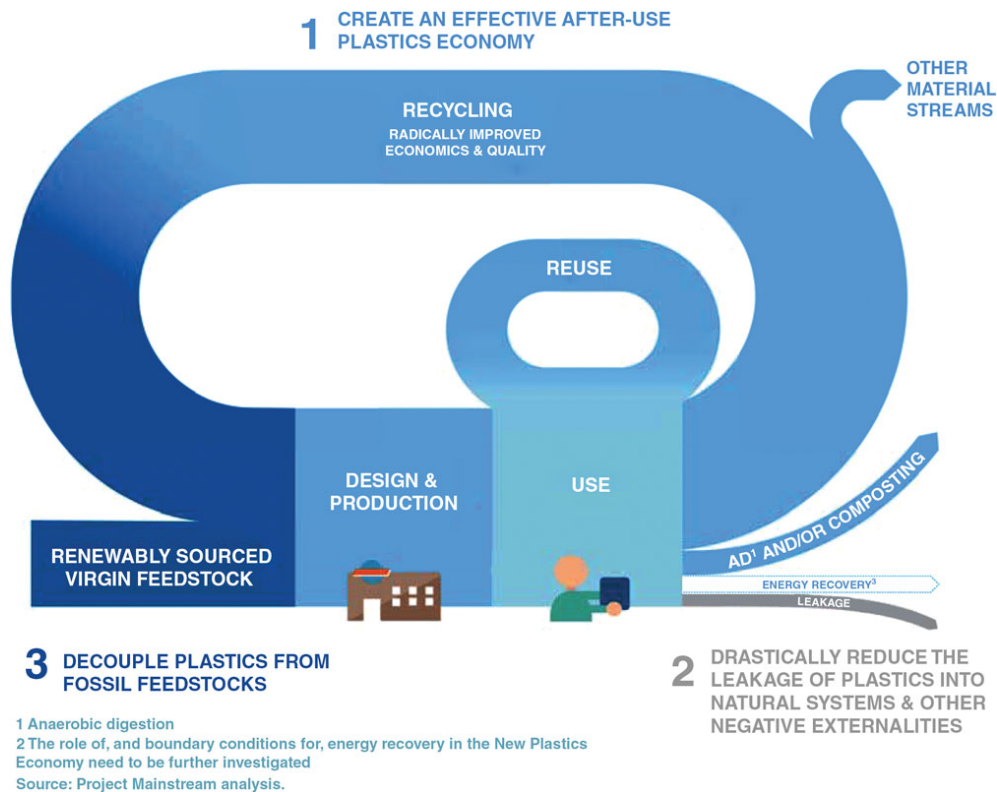 1 CREATE AN EFFECTIVE AFTER-USE
PLASTICS ECONOMY
OTHER
MATERIAL
STREAMS
RECYCLING
RADICALLY IMPROVED
ECONOMICS & QUALITY
REUSE
DESIGN &
PRODUCTION
USE
RENEWABLY SOURCED
VIRGIN FEEDSTOCK
AD¹ AND/OR COMPOSTING
ENERGY RECOVERY³
LEAKAGE
3 DECOUPLE PLASTICS FROM
FOSSIL FEEDSTOCKS
2 DRASTICALLY REDUCE THE
LEAKAGE OF PLASTICS INTO
NATURAL SYSTEMS & OTHER
NEGATIVE EXTERNALITIES
1 Anaerobic digestion
2 The role of, and boundary conditions for, energy recovery in the New Plastics
Economy need to be further investigated
Source: Project Mainstream analysis.